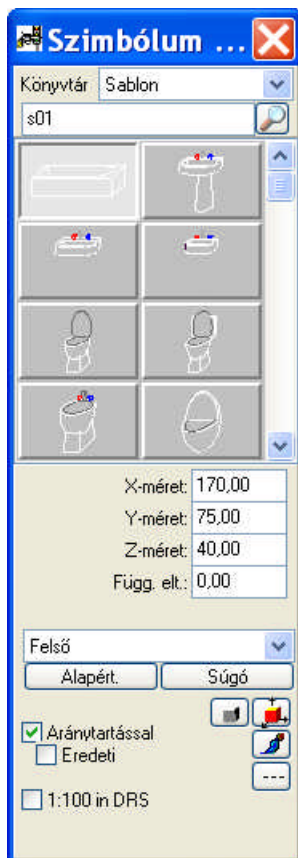 Szimbólum ...
Könyvtár Sablon
s01
X-méret: 170,00
Y-méret: 75,00
Z-méret: 40,00
Függ. elt.: 0,00
Felső
Alapért. Súgó
Aránytartással
Eredeti
---
1:100 in DRS